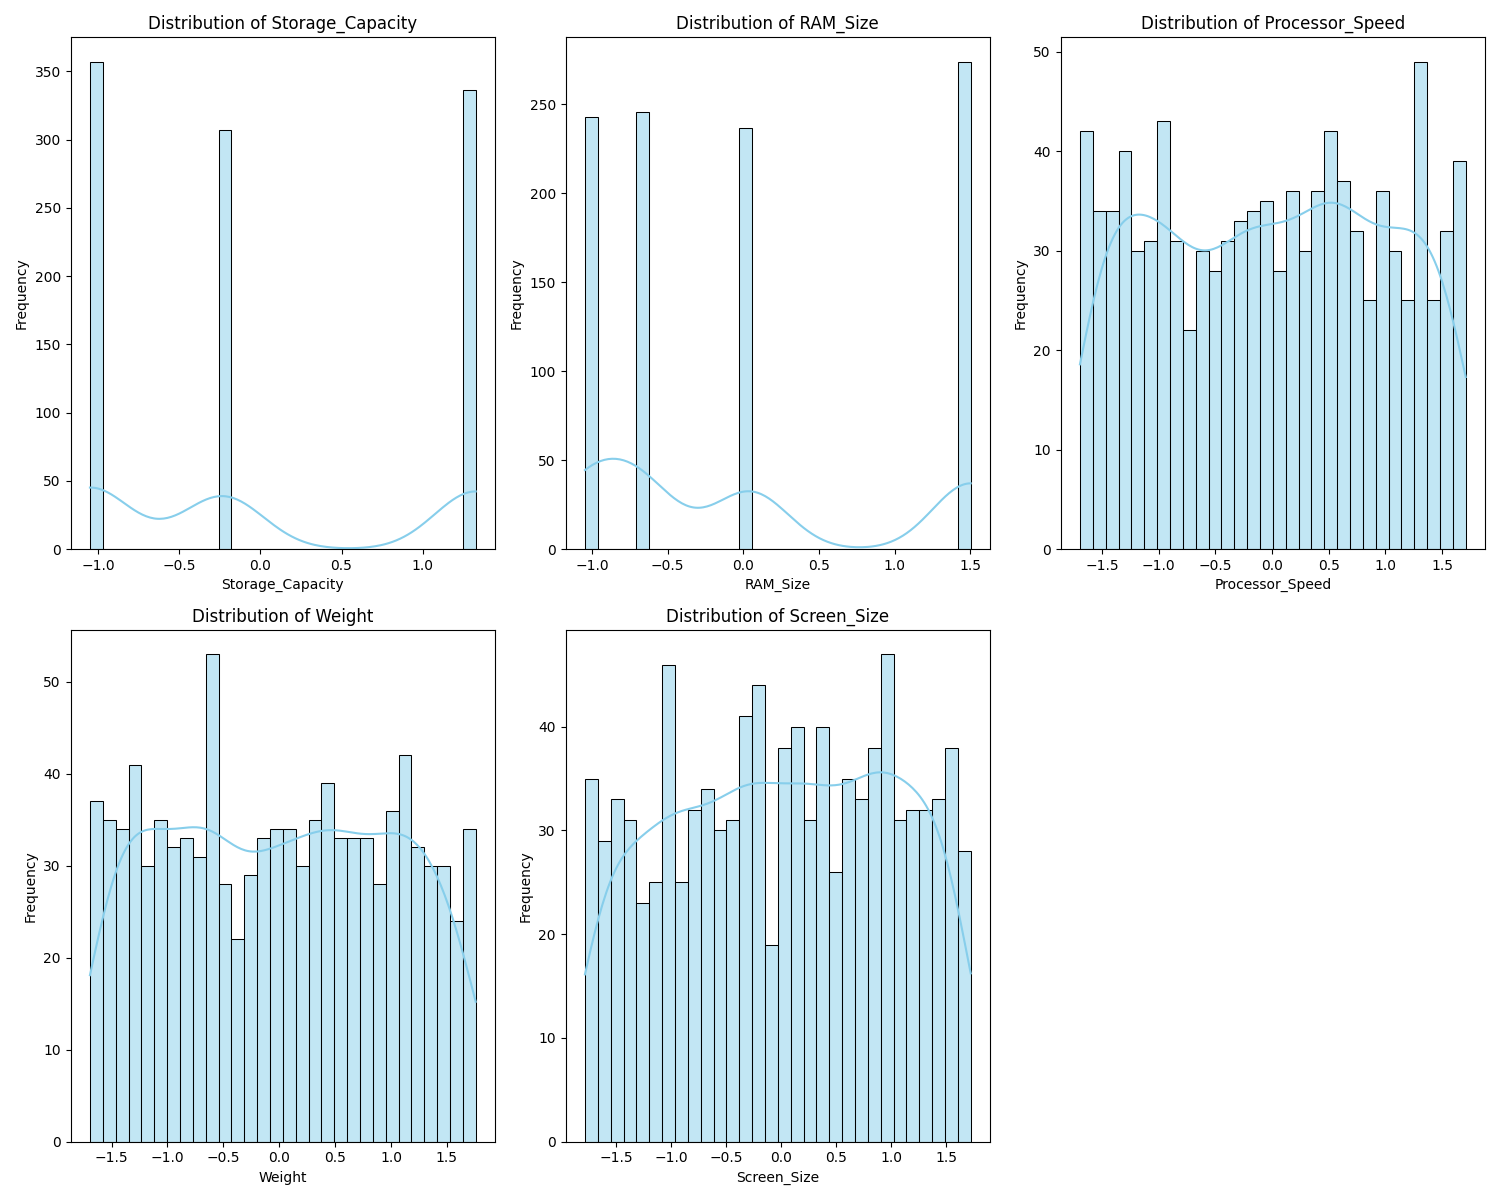 Distribution of Storage_Capacity
Frequency
350
300
250
200
150
100
50
0
−1.0 −0.5 0.0 0.5 1.0
Storage_Capacity
Distribution of RAM_Size
Frequency
250
200
150
100
50
0
−1.0 −0.5 0.0 0.5 1.0 1.5
RAM_Size
Distribution of Processor_Speed
Frequency
50
40
30
20
10
0
−1.5 −1.0 −0.5 0.0 0.5 1.0 1.5
Processor_Speed
Distribution of Weight
Frequency
50
40
30
20
10
0
−1.5 −1.0 −0.5 0.0 0.5 1.0 1.5
Weight
Distribution of Screen_Size
Frequency
40
30
20
10
0
−1.5 −1.0 −0.5 0.0 0.5 1.0 1.5
Screen_Size